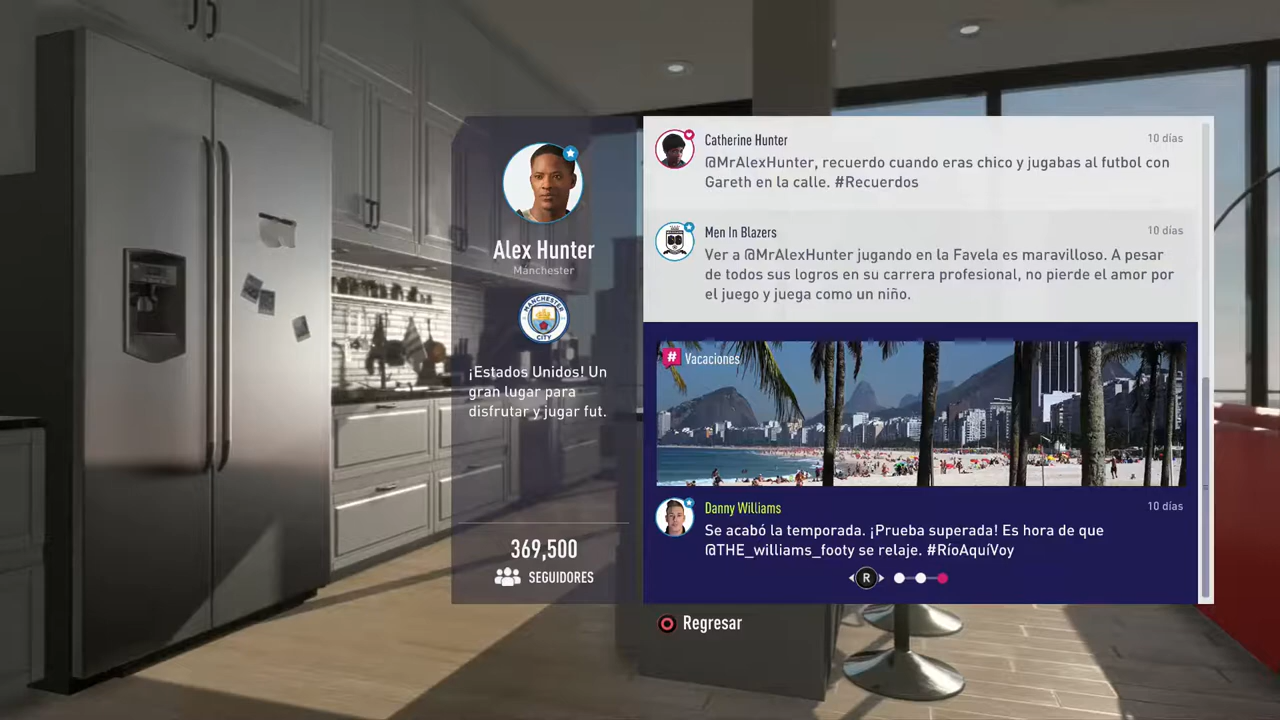 Alex Hunter
Manchester
MANCHESTER
CITY
¡Estados Unidos! Un
gran lugar para
disfrutar y jugar fut.
369,500
SEGUIDORES
Catherine Hunter
10 días
@MrAlexHunter, recuerdo cuando eras chico y jugabas al futbol con
Gareth en la calle. #Recuerdos
Men In Blazers
10 días
Ver a @MrAlexHunter jugando en la Favela es maravilloso. A pesar
de todos sus logros en su carrera profesional, no pierde el amor por
el juego y juega como un niño.
# Vacaciones
Danny Williams
10 días
Se acabó la temporada. ¡Prueba superada! Es hora de que
@THE_williams_footy se relaje. #RíoAquíVoy
R
Regresar